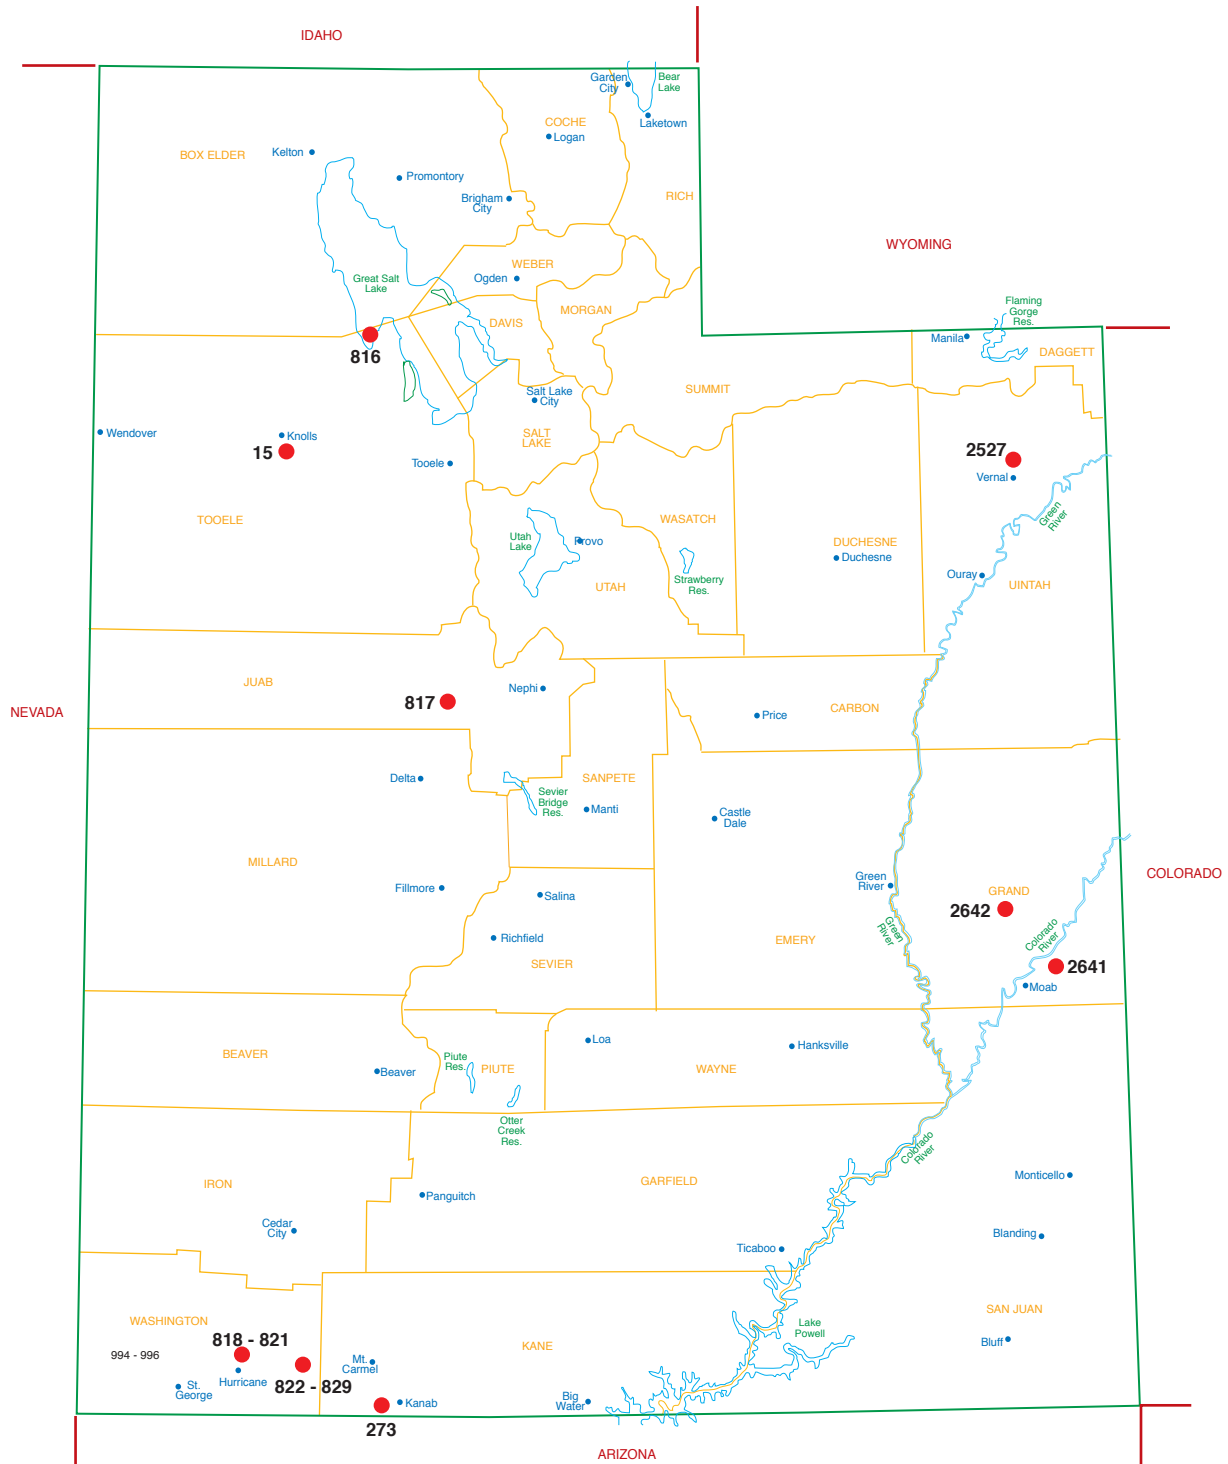 IDAHO
Garden
City
Bear
Lake
Laketown
COCHE
Logan
BOX ELDER
Kelton
Promontory
Brigham
City
RICH
WYOMING
WEBER
Ogden
Great Salt
Lake
MORGAN
DAVIS
Flaming
Gorge
Res.
Manila
DAGGETT
816
SUMMIT
Salt Lake
City
Wendover
Knolls
15
SALT
LAKE
Tooele
2527
Vernal
TOOELE
WASATCH
Green
River
Utah
Lake
Provo
DUCHESNE
Duchesne
Strawberry
Res.
UTAH
Ouray
UINTAH
JUAB
Nephi
817
NEVADA
Price
CARBON
Delta
SANPETE
Sevier
Bridge
Res.
Manti
Castle
Dale
MILLARD
Fillmore
Salina
Green
River
GRAND
COLORADO
2642
Richfield
SEVIER
EMERY
Green
River
Colorado
River
2641
Moab
BEAVER
Beaver
Piute
Res.
PIUTE
Loa
WAYNE
Hanksville
Otter
Creek
Res.
Colorado
River
IRON
Panguitch
GARFIELD
Monticello
Cedar
City
Ticaboo
Blanding
WASHINGTON
818 - 821
994 - 996
SAN JUAN
Lake
Powell
KANE
Bluff
Mt.
Carmel
Hurricane
822 - 829
St.
George
Kanab
Big
Water
273
ARIZONA